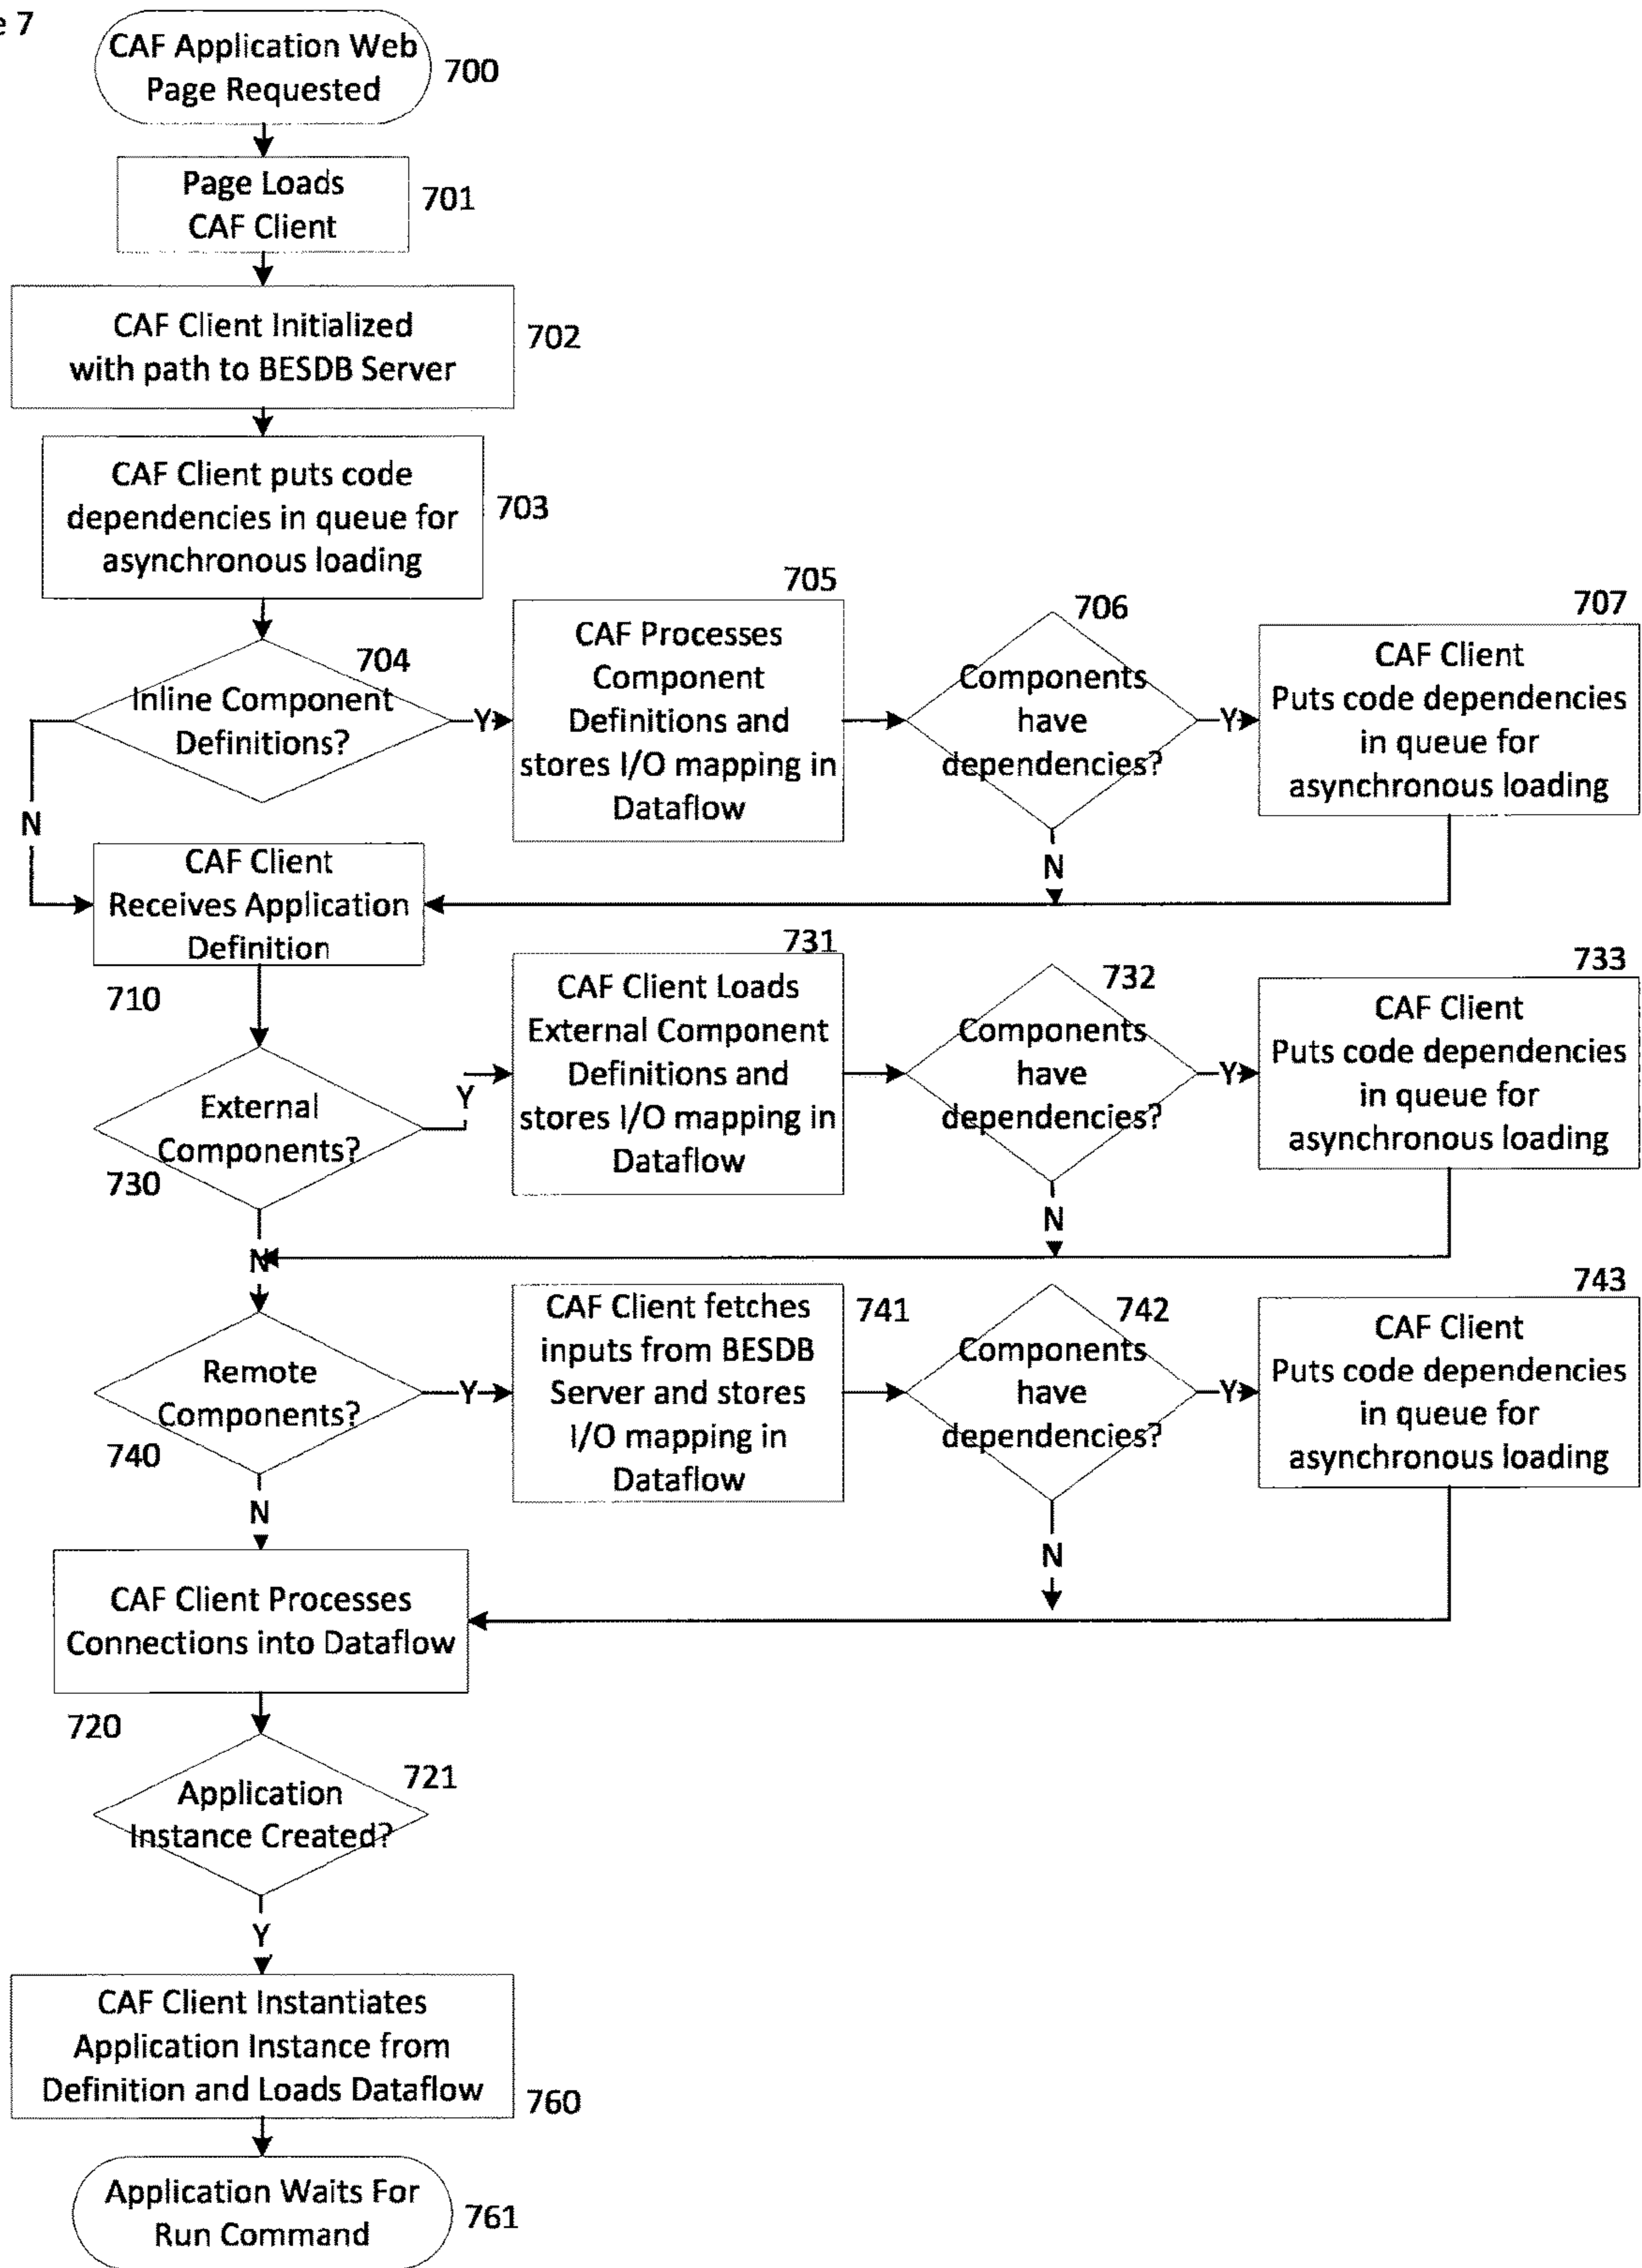 e 7
CAF Application Web
Page Requested
700
Page Loads
CAF Client
701
CAF Client Initialized
with path to BESDB Server
702
CAF Client puts code
dependencies in queue for
asynchronous loading
703
704
Inline Component
Definitions?
Y
N
705
CAF Processes
Component
Definitions and
stores I/O mapping in
Dataflow
706
Components
have
dependencies?
Y
N
707
CAF Client
Puts code dependencies
in queue for
asynchronous loading
CAF Client
Receives Application
Definition
710
External
Components?
730
Y
N
731
CAF Client Loads
External Component
Definitions and
stores I/O mapping in
Dataflow
732
Components
have
dependencies?
Y
N
733
CAF Client
Puts code dependencies
in queue for
asynchronous loading
Remote
Components?
740
Y
N
CAF Client fetches
inputs from BESDB
Server and stores
I/O mapping in
Dataflow
741
742
Components
have
dependencies?
Y
N
743
CAF Client
Puts code dependencies
in queue for
asynchronous loading
CAF Client Processes
Connections into Dataflow
720
721
Application
Instance Created?
Y
CAF Client Instantiates
Application Instance from
Definition and Loads Dataflow
760
Application Waits For
Run Command
761